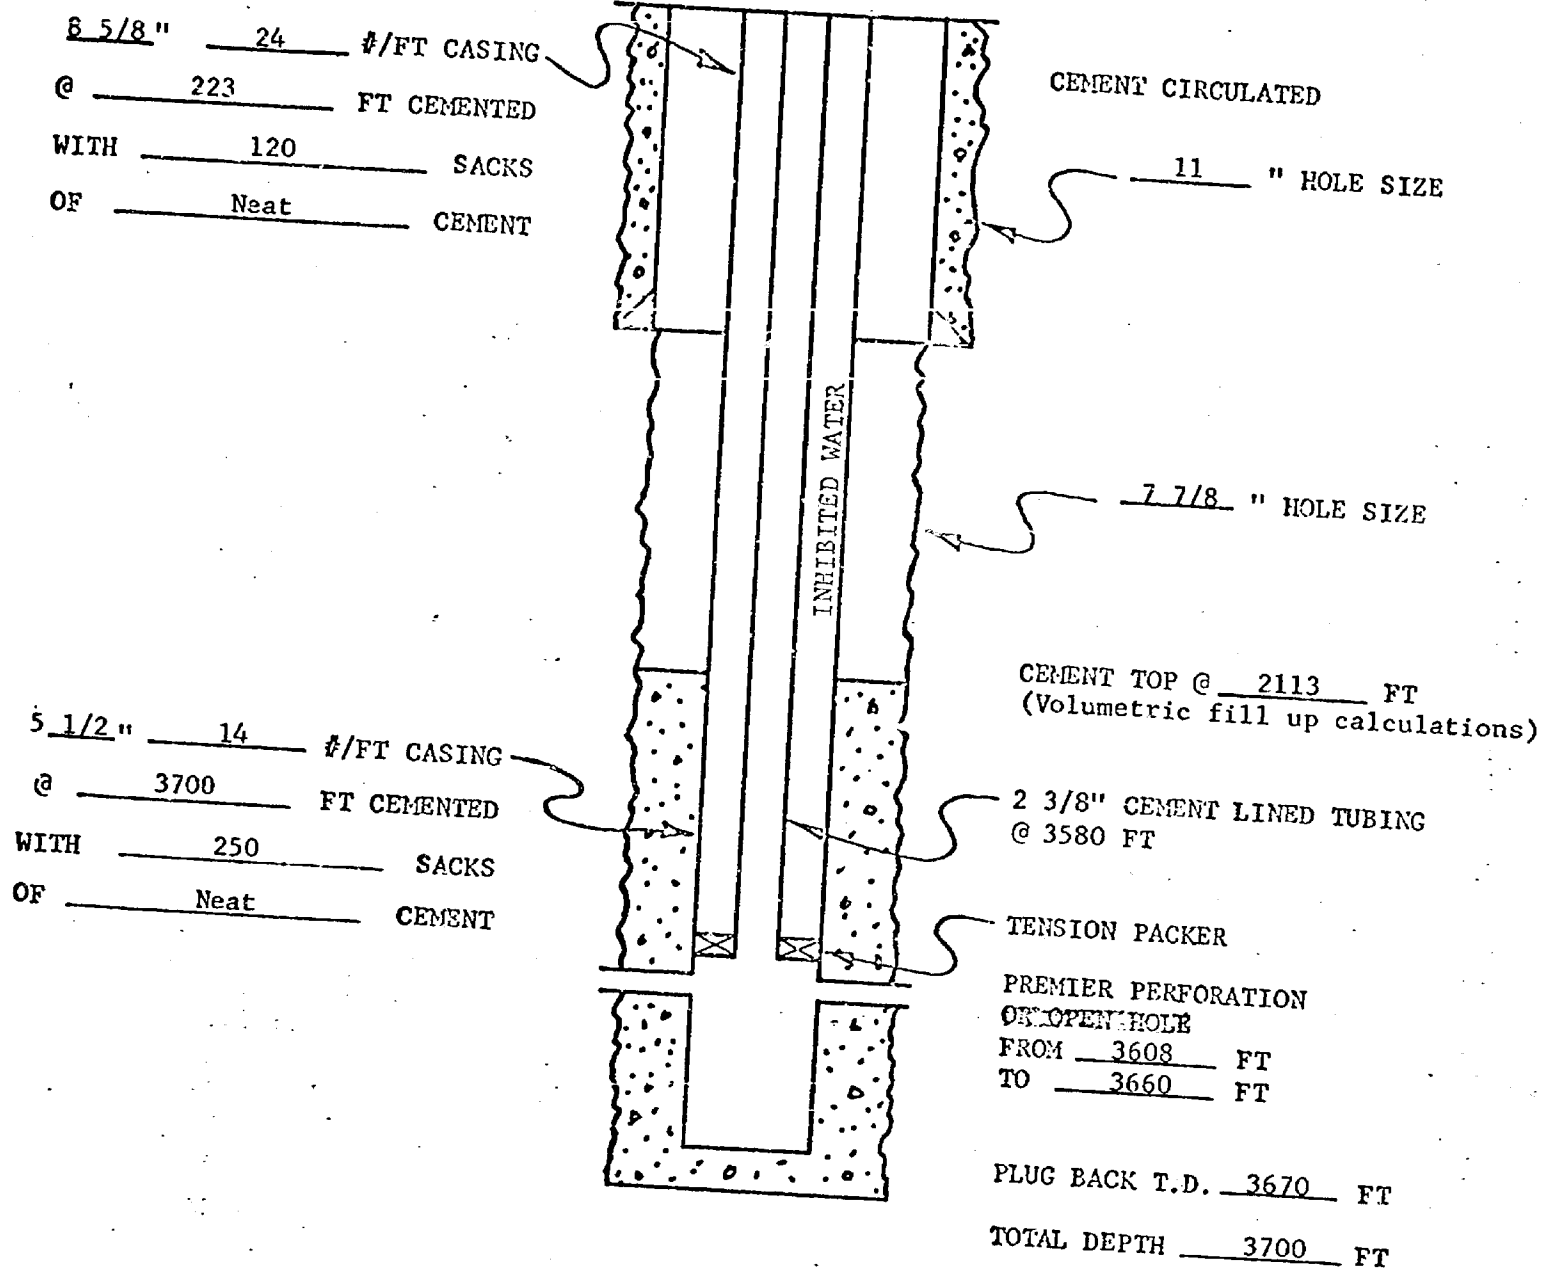 8 5/8" 24 #/FT CASING
@ 223 FT CEMENTED
WITH 120 SACKS
OF Neat CEMENT
CEMENT CIRCULATED
11 " HOLE SIZE
INHIBITED WATER
7 7/8 " HOLE SIZE
CEMENT TOP @ 2113 FT
(Volumetric fill up calculations)
5 1/2" 14 #/FT CASING
@ 3700 FT CEMENTED
WITH 250 SACKS
OF Neat CEMENT
2 3/8" CEMENT LINED TUBING
@ 3580 FT
TENSION PACKER
PREMIER PERFORATION
OR OPEN HOLE
FROM 3608 FT
TO 3660 FT
PLUG BACK T.D. 3670 FT
TOTAL DEPTH 3700 FT